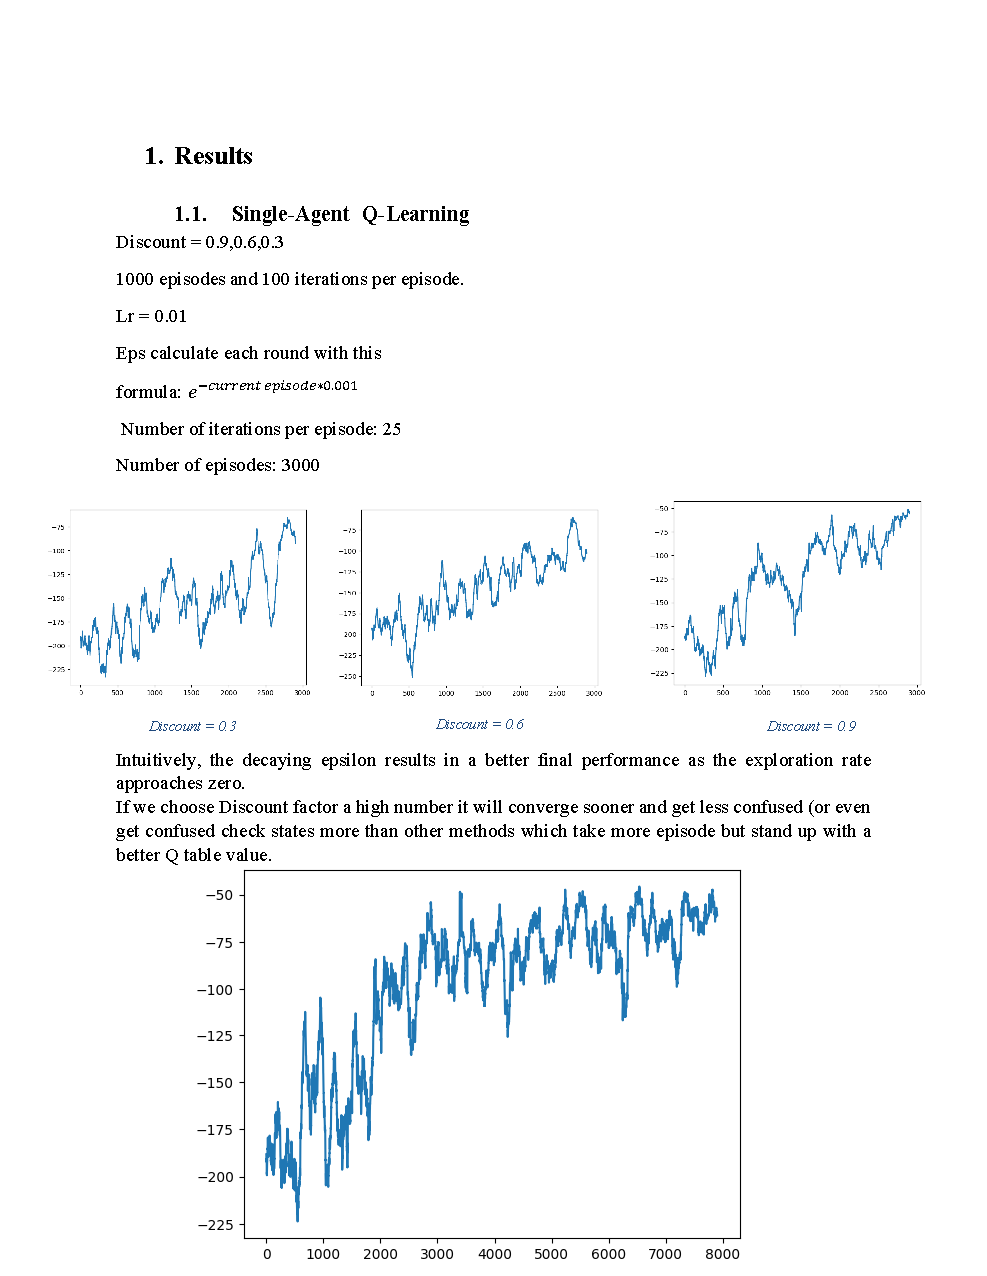 1. Results
1.1. Single-Agent Q-Learning
Discount = 0.9,0.6,0.3
1000 episodes and 100 iterations per episode.
Lr = 0.01
Eps calculate each round with this
formula: e^−current episode∗0.001
Number of iterations per episode: 25
Number of episodes: 3000
−75
−100
−125
−150
−175
−200
−225
0 500 1000 1500 2000 2500 3000
−75
−100
−125
−150
−175
−200
−225
−250
0 500 1000 1500 2000 2500 3000
−50
−75
−100
−125
−150
−175
−200
−225
0 500 1000 1500 2000 2500 3000
Discount = 0.3
Discount = 0.6
Discount = 0.9
Intuitively, the decaying epsilon results in a better final performance as the exploration rate
approaches zero.
If we choose Discount factor a high number it will converge sooner and get less confused (or even
get confused check states more than other methods which take more episode but stand up with a
better Q table value.
−50
−75
−100
−125
−150
−175
−200
−225
0 1000 2000 3000 4000 5000 6000 7000 8000